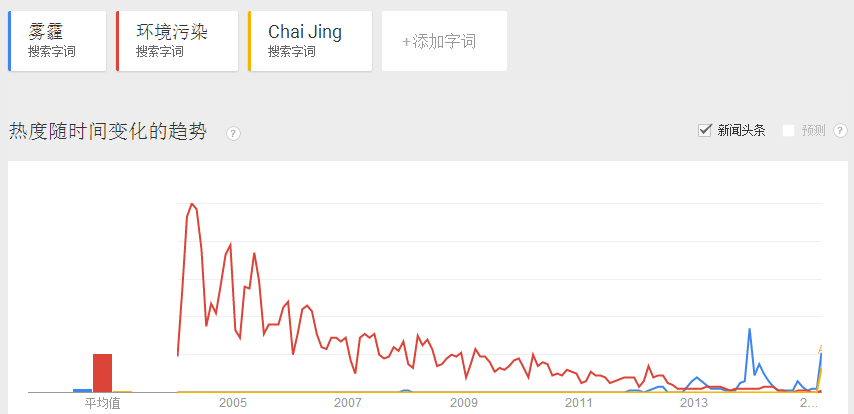 雾霾
搜索字词
环境污染
搜索字词
Chai Jing
搜索字词
+添加字词
热度随时间变化的趋势
?
新闻头条
预测
?
平均值
2005
2007
2009
2011
2013
2...